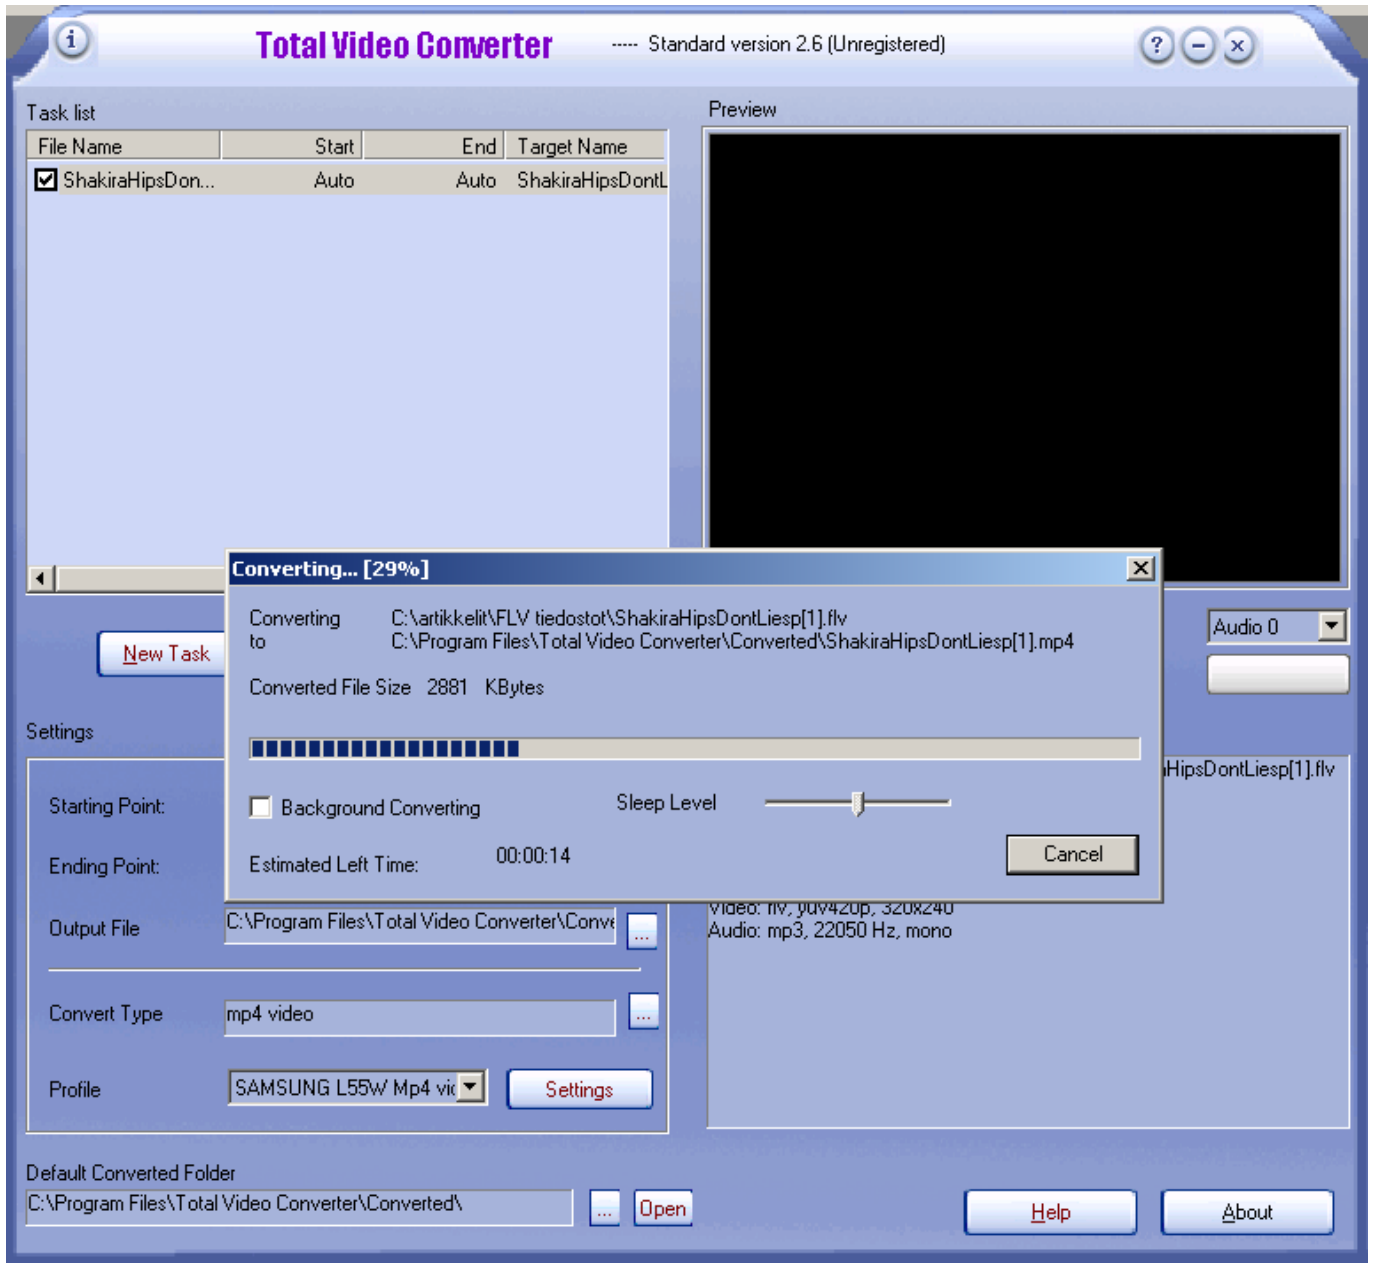 i
Total Video Converter ----- Standard version 2.6 (Unregistered) ? - x
Task list
File Name Start End Target Name
ShakiraHipsDon... Auto Auto ShakiraHipsDontL
Preview
Converting... [29%]
Converting C:\artikkelit\FLV tiedostot\ShakiraHipsDontLiesp[1].flv
to C:\Program Files\Total Video Converter\Converted\ShakiraHipsDontLiesp[1].mp4
Converted File Size 2881 KBytes
Background Converting Sleep Level
Estimated Left Time: 00:00:14
Cancel
New Task
Audio 0
Settings
Starting Point:
Ending Point:
Output File C:\Program Files\Total Video Converter\Conve ...
Convert Type mp4 video ...
Profile SAMSUNG L55W Mp4 vic Settings
HipsDontLiesp[1].flv
Video: flv, yuv420p, 320x240
Audio: mp3, 22050 Hz, mono
Default Converted Folder
C:\Program Files\Total Video Converter\Converted\ ... Open
Help About